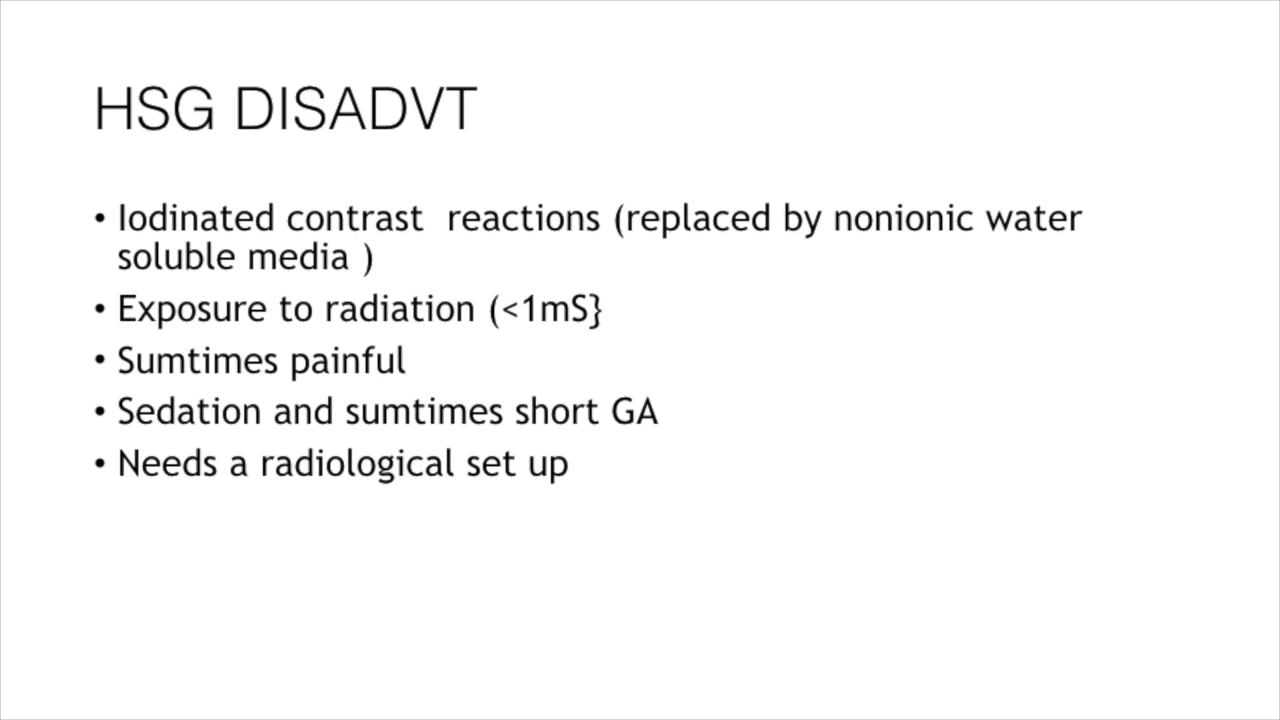 HSG DISADVT
• Iodinated contrast  reactions (replaced by nonionic water
soluble media )
• Exposure to radiation (<1mS}
• Sumtimes painful
• Sedation and sumtimes short GA
• Needs a radiological set up